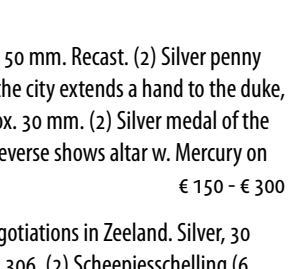 50 mm. Recast. (2) Silver penny
the city extends a hand to the duke,
ox. 30 mm. (2) Silver medal of the
everse shows altar w. Mercury on
€ 150 - € 300
gotiations in Zeeland. Silver, 30
306. (2) Scheepjesschelling (6